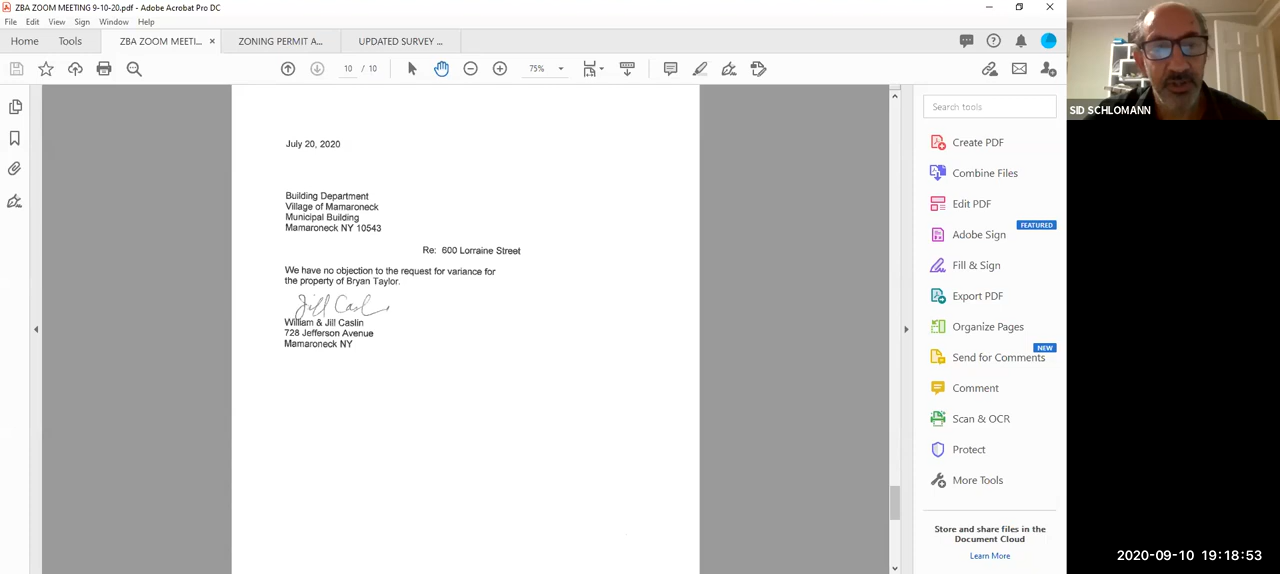 ZBA ZOOM MEETING 9-10-20.pdf - Adobe Acrobat Pro DC
File Edit View Sign Window Help
Home Tools ZBA ZOOM MEETI... × ZONING PERMIT A... UPDATED SURVEY ...
10 / 10 75%
SID SCHLOMANN
Search tools
Create PDF
Combine Files
Edit PDF
FEATURED
Adobe Sign
Fill & Sign
Export PDF
Organize Pages
NEW
Send for Comments
Comment
Scan & OCR
Protect
More Tools
Store and share files in the
Document Cloud
Learn More
July 20, 2020
Building Department
Village of Mamaroneck
Municipal Building
Mamaroneck NY 10543
Re: 600 Lorraine Street
We have no objection to the request for variance for
the property of Bryan Taylor.
Jill Casl
William & Jill Caslin
728 Jefferson Avenue
Mamaroneck NY
2020-09-10 19:18:53